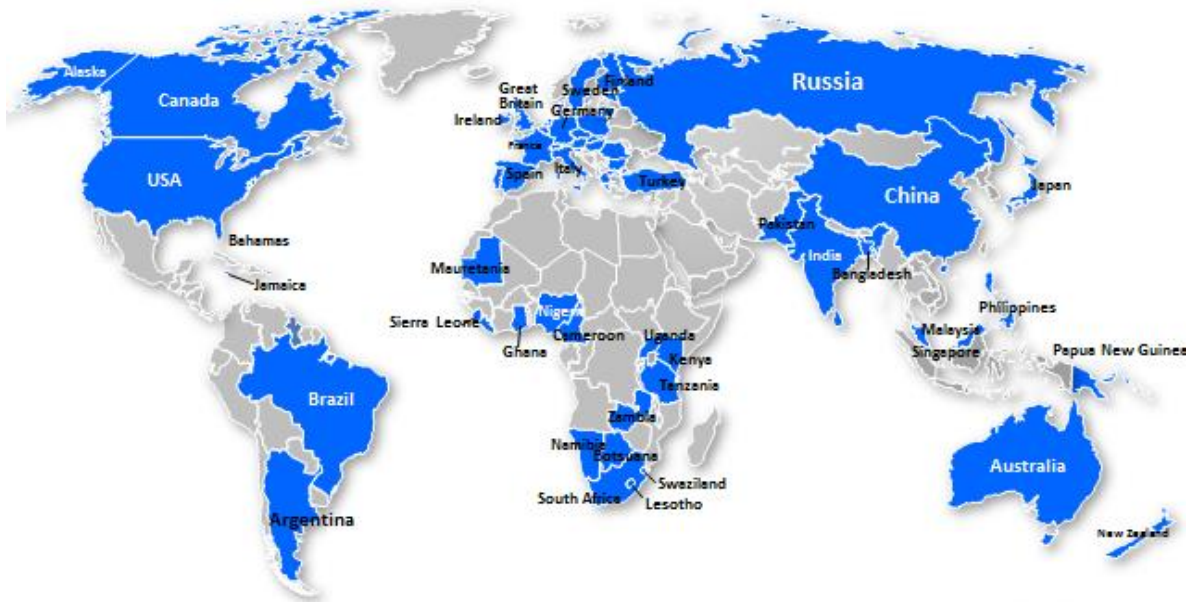 Alaska
Canada
USA
Bahamas
Jamaica
Brazil
Argentina
Great
Britain
Ireland
Sweden
Finland
Germany
France
Spain
Italy
Turkey
Russia
China
Japan
Pakistan
India
Bangladesh
Philippines
Malaysia
Singapore
Papua New Guinea
Australia
New Zealand
Mauretania
Sierra Leone
Ghana
Cameroon
Uganda
Kenya
Tanzania
Zambia
Namibia
Botsuana
South Africa
Swaziland
Lesotho